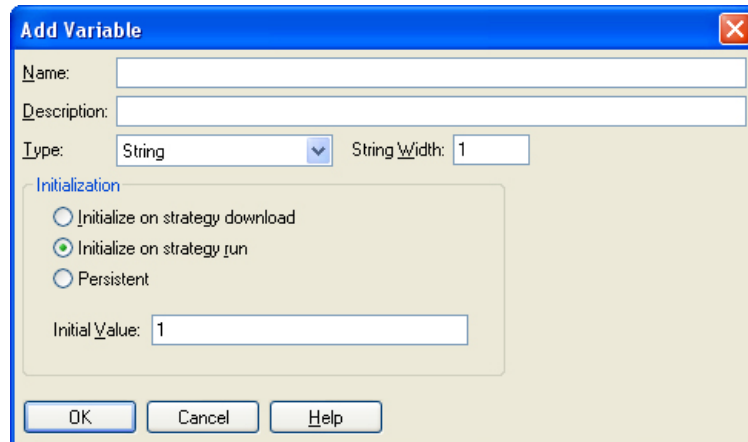 Add Variable
Name:
Description:
Type: String String Width: 1
Initialization
Initialize on strategy download
Initialize on strategy run
Persistent
Initial Value: 1
OK Cancel Help